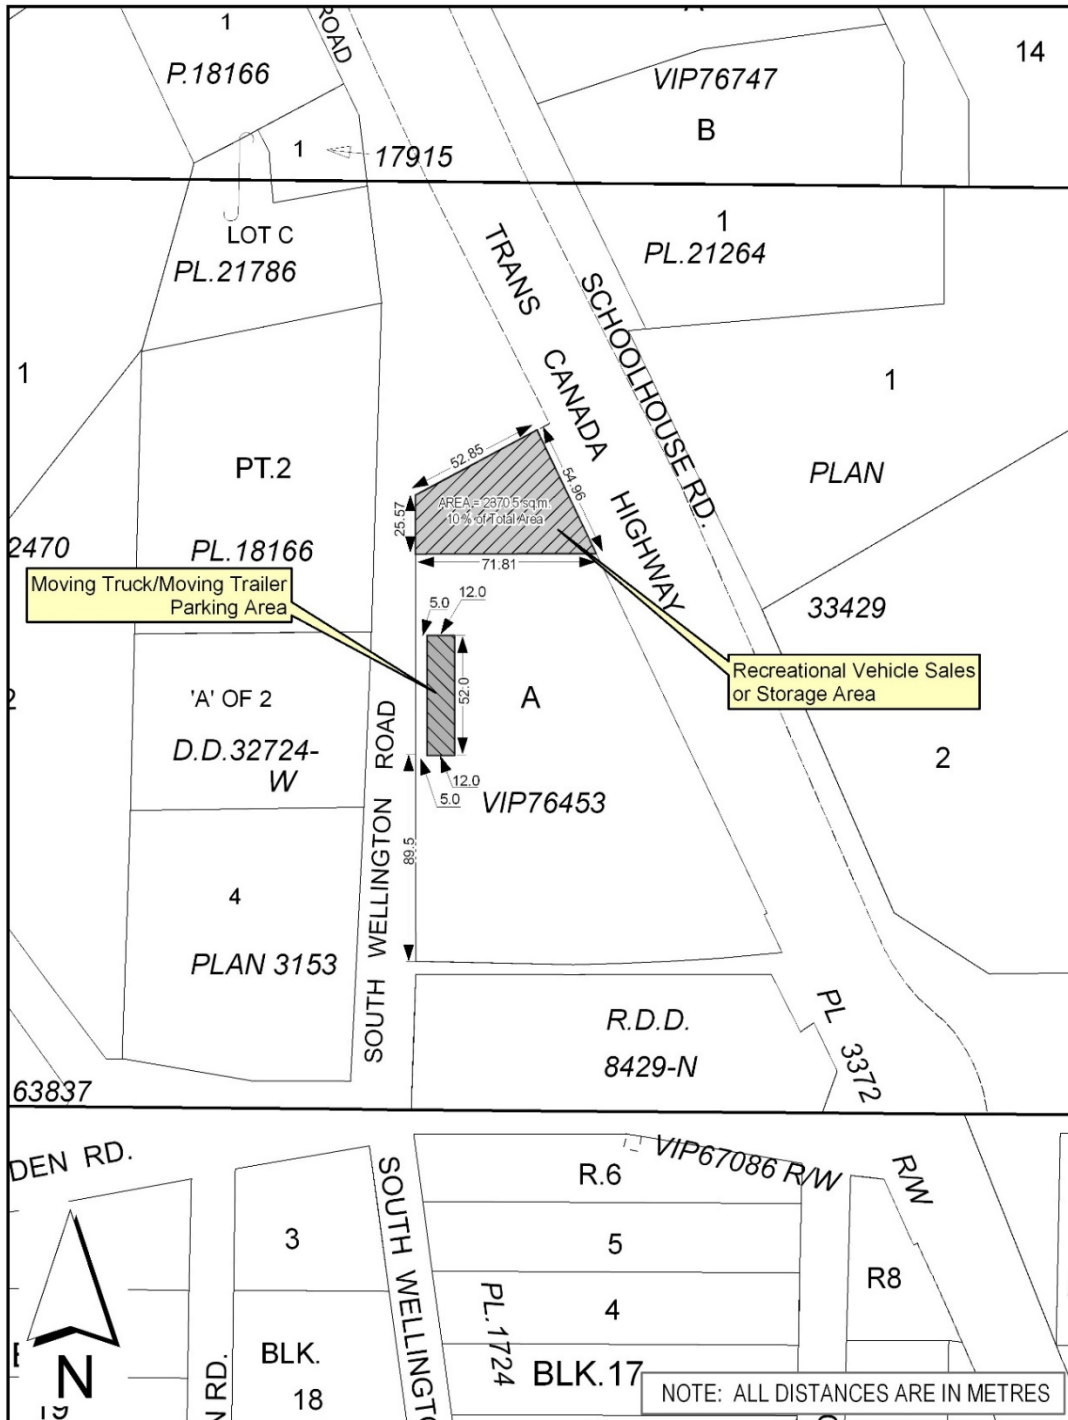 ROAD
1
P.18166
1
17915
VIP76747
B
14
LOT C
PL.21786
1
PL.21264
TRANS CANADA HIGHWAY
SCHOOLHOUSE RD.
1
1
PLAN
33429
PT.2
PL.18166
2470
52.85
54.96
25.57
AREA = 2870.5 sq.m.
10 % of Total Area
71.81
Moving Truck/Moving Trailer
Parking Area
5.0
12.0
52.0
Recreational Vehicle Sales
or Storage Area
'A' OF 2
D.D.32724-
W
A
2
12.0
5.0
VIP76453
89.5
SOUTH WELLINGTON ROAD
4
PLAN 3153
R.D.D.
8429-N
PL 3372
63837
DEN RD.
SOUTH WELLINGTON
VIP67086 R/W
R/W
R.6
3
5
R8
PL.1724
4
BLK.
18
BLK.17
N RD.
N
NOTE: ALL DISTANCES ARE IN METRES